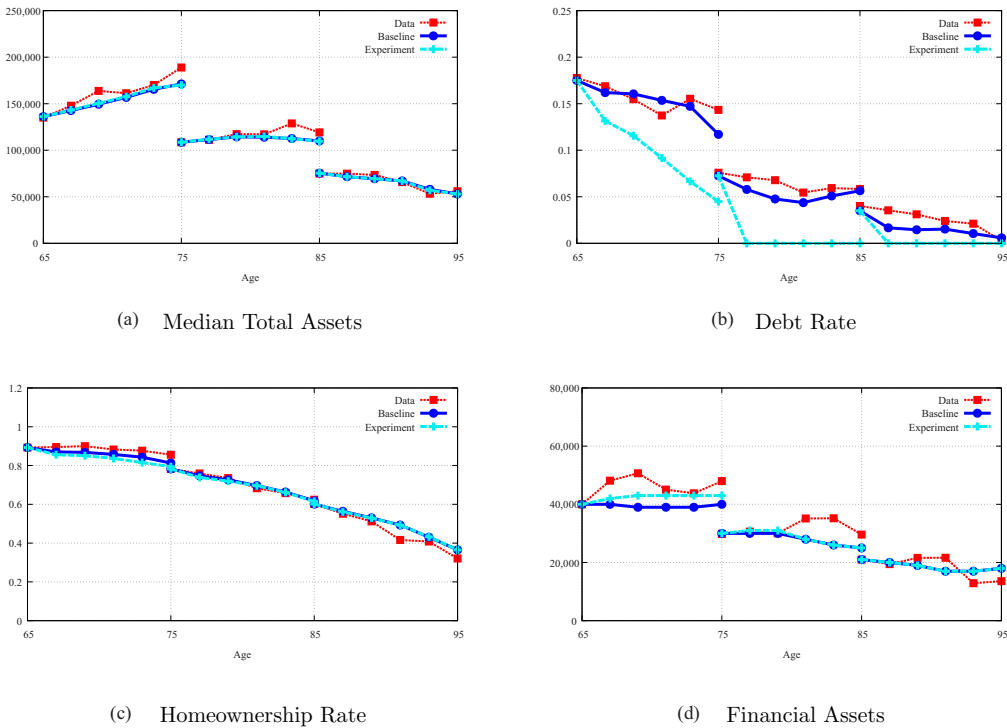 250,000
200,000
150,000
100,000
50,000
0
65 75 85 95
Age
Data
Baseline
Experiment
(a) Median Total Assets
0.25
0.2
0.15
0.1
0.05
0
65 75 85 95
Age
Data
Baseline
Experiment
(b) Debt Rate
1.2
1
0.8
0.6
0.4
0.2
0
65 75 85 95
Age
Data
Baseline
Experiment
(c) Homeownership Rate
80,000
60,000
40,000
20,000
0
65 75 85 95
Age
Data
Baseline
Experiment
(d) Financial Assets